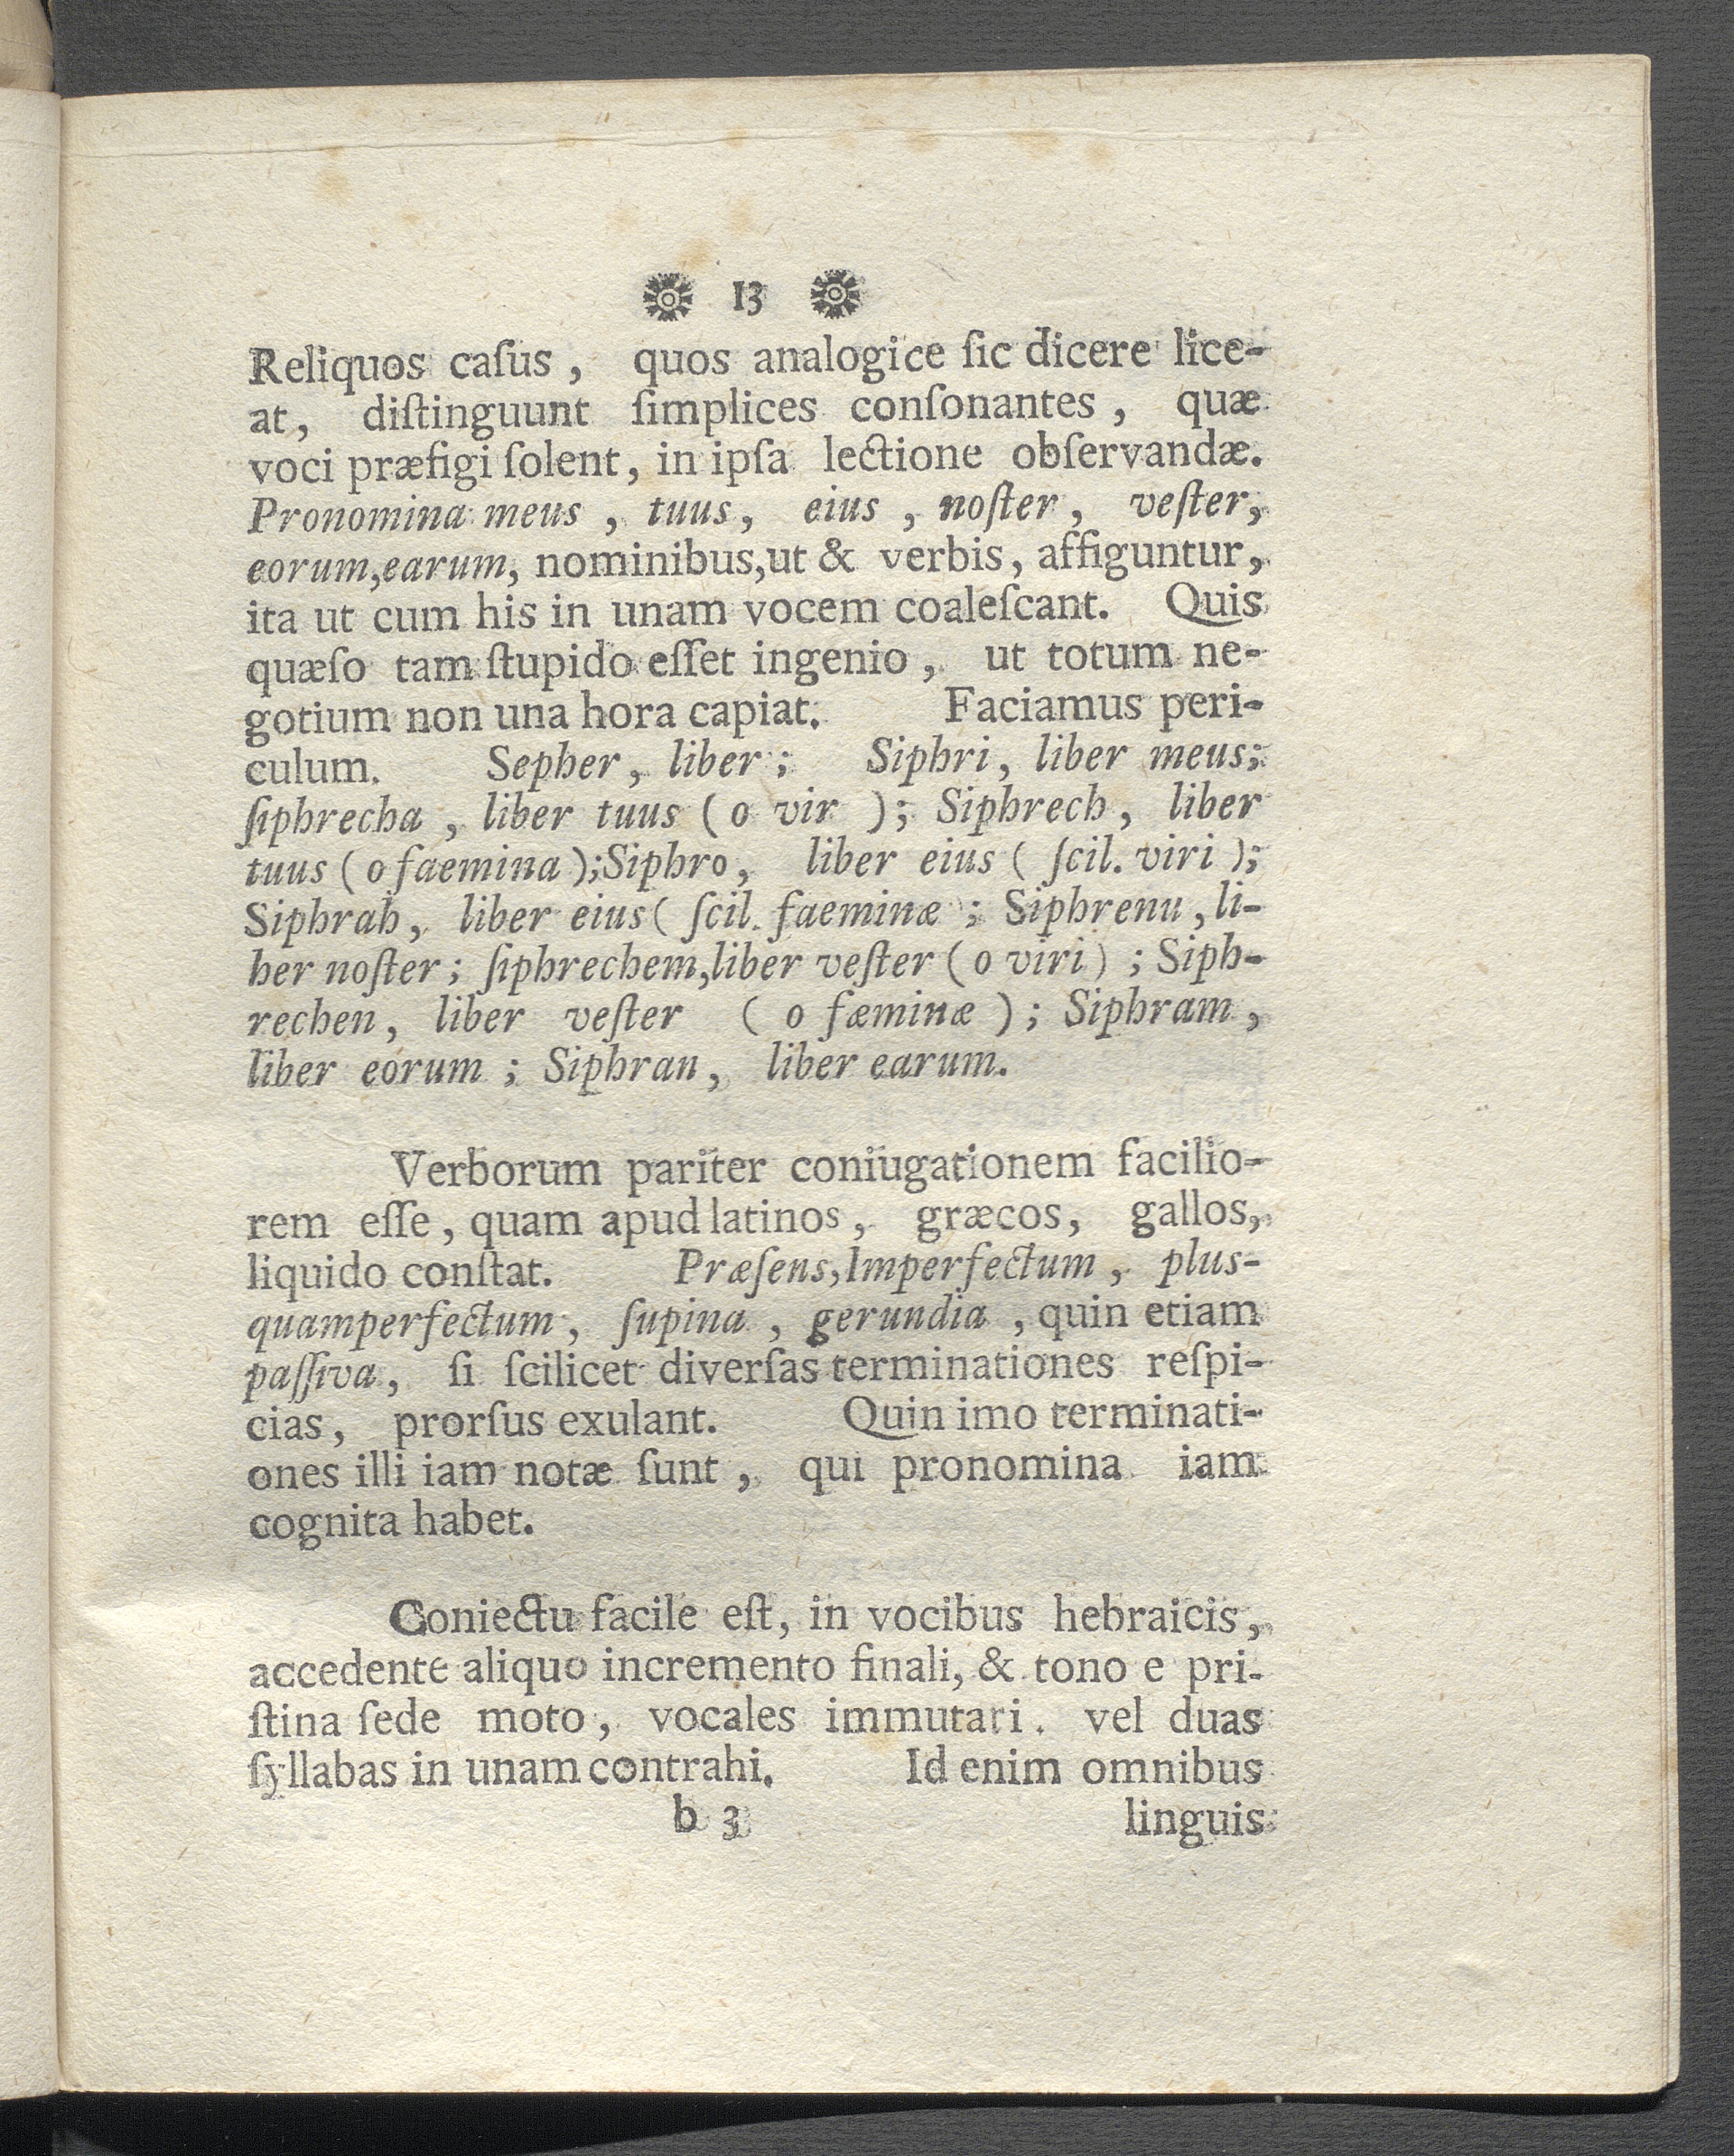 13
Reliquos caſus, quos analogice ſic dicere lice-
at, diſtinguunt ſimplices conſonantes, quæ
voci præfigi ſolent, in ipſa lectione obſervandæ.
Pronomina meus, tuus, eius, noſter, veſter,
eorum,earum, nominibus,ut & verbis, affiguntur,
ita ut cum his in unam vocem coaleſcant. Quis
quæſo tam ſtupido eſſet ingenio, ut totum ne-
gotium non una hora capiat. Faciamus peri-
culum. Sepher, liber; Siphri, liber meus;
ſiphrecha, liber tuus (o vir ); Siphrech, liber
tuus (o faemina);Siphro, liber eius ( ſcil. viri );
Siphrah, liber eius( ſcil. faeminæ ; Siphrenu, li-
ber noſter; ſiphrechem,liber veſter (o viri) ; Siph-
rechen, liber veſter ( o fæminæ ); Siphram,
liber eorum; Siphran, liber earum.
Verborum pariter coniugationem facilio-
rem eſſe, quam apud latinos, græcos, gallos,
liquido conſtat. Præſens,Imperfectum, plus-
quamperfectum, ſupina, gerundia, quin etiam
paſſiva, ſi ſcilicet diverſas terminationes reſpi-
cias, prorſus exulant. Quin imo terminati-
ones illi iam notæ ſunt, qui pronomina iam
cognita habet.
Coniectu facile eſt, in vocibus hebraicis,
accedente aliquo incremento finali, & tono e pri-
ſtina ſede moto, vocales immutari. vel duas
ſyllabas in unam contrahi. Id enim omnibus
b 3 linguis